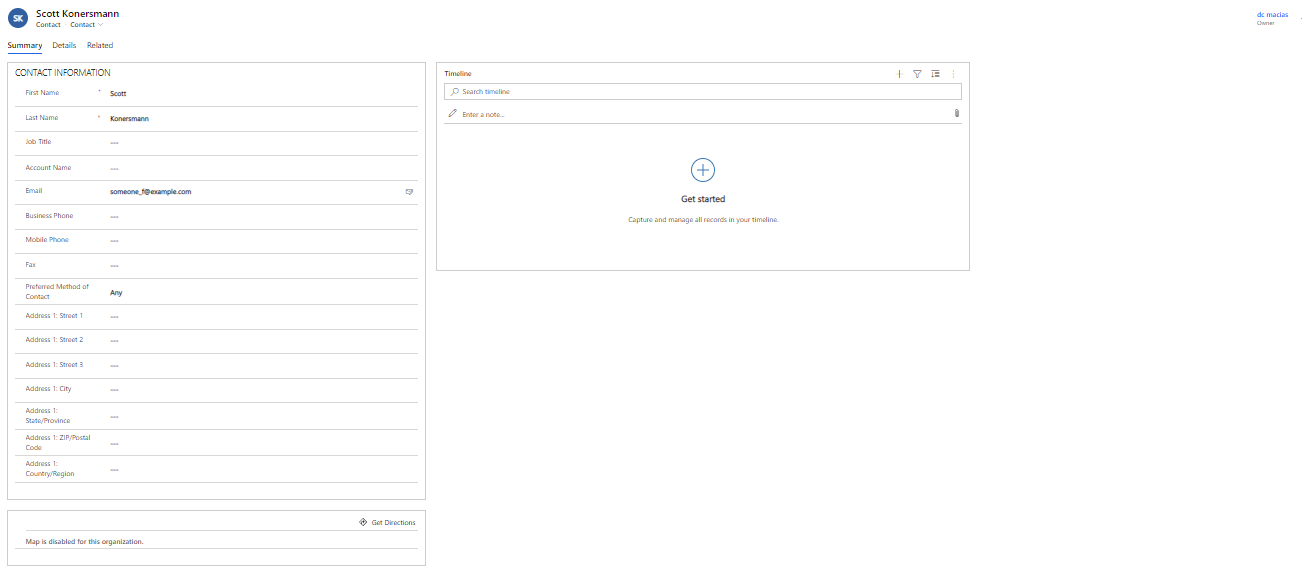 SK
Scott Konersmann
Contact · Contact
dc macias
Owner
Summary Details Related
CONTACT INFORMATION
First Name * Scott
Last Name * Konersmann
Job Title ---
Account Name ---
Email someone_f@example.com
Business Phone ---
Mobile Phone ---
Fax ---
Preferred Method of
Contact
Any
Address 1: Street 1 ---
Address 1: Street 2 ---
Address 1: Street 3 ---
Address 1: City ---
Address 1:
State/Province
---
Address 1: ZIP/Postal
Code
---
Address 1:
Country/Region
---
Get Directions
Map is disabled for this organization.
Timeline
Search timeline
Enter a note...
Get started
Capture and manage all records in your timeline.